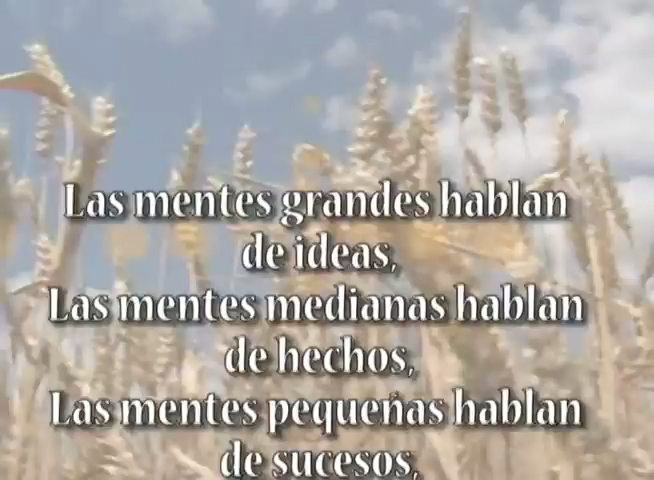 Las mentes grandes hablan
de ideas,
Las mentes medianas hablan
de hechos,
Las mentes pequeñas hablan
de sucesos,